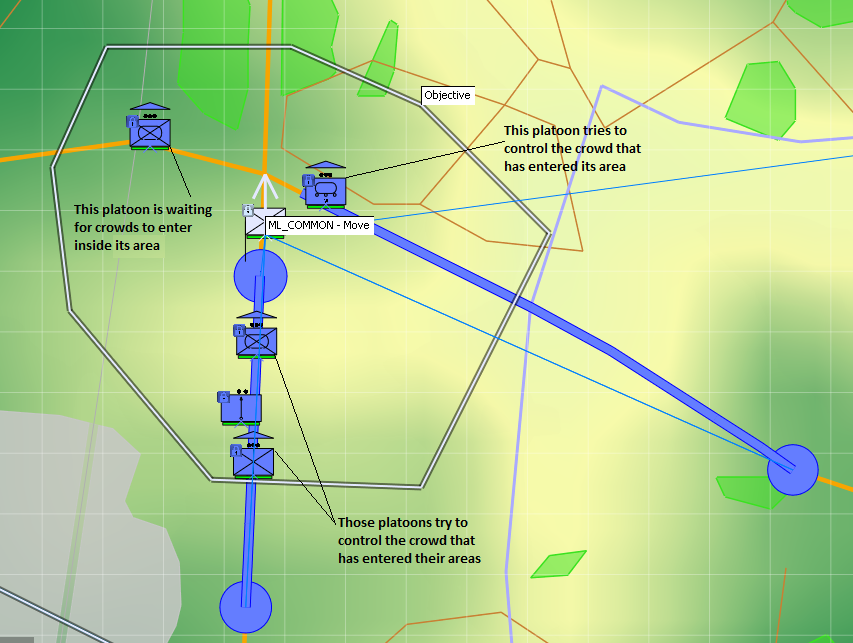 Objective
This platoon tries to
control the crowd that
has entered its area
This platoon is waiting
for crowds to enter
inside its area
ML_COMMON - Move
Those platoons try to
control the crowd that
has entered their areas